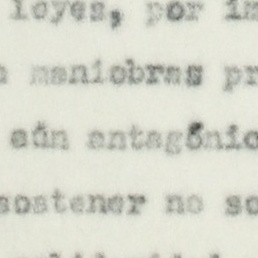 leyes, por im
maniobras pr
aún antagónic
sostener no so